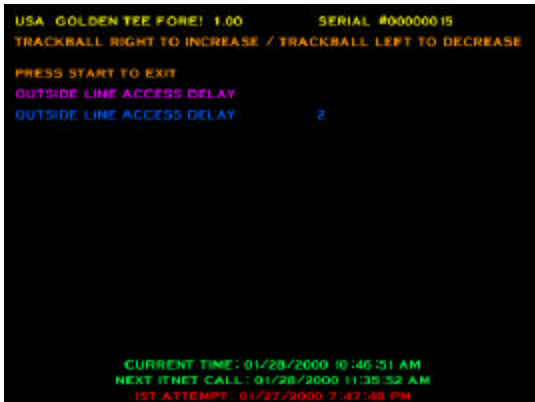 USA GOLDEN TEE FORE! 1.00 SERIAL #00000015
TRACKBALL RIGHT TO INCREASE / TRACKBALL LEFT TO DECREASE
PRESS START TO EXIT
OUTSIDE LINE ACCESS DELAY
OUTSIDE LINE ACCESS DELAY 2
CURRENT TIME: 01/28/2000 10:46:51 AM
NEXT ITNET CALL: 01/28/2000 11:35:52 AM
1ST ATTEMPT: 01/27/2000 7:47:48 PM